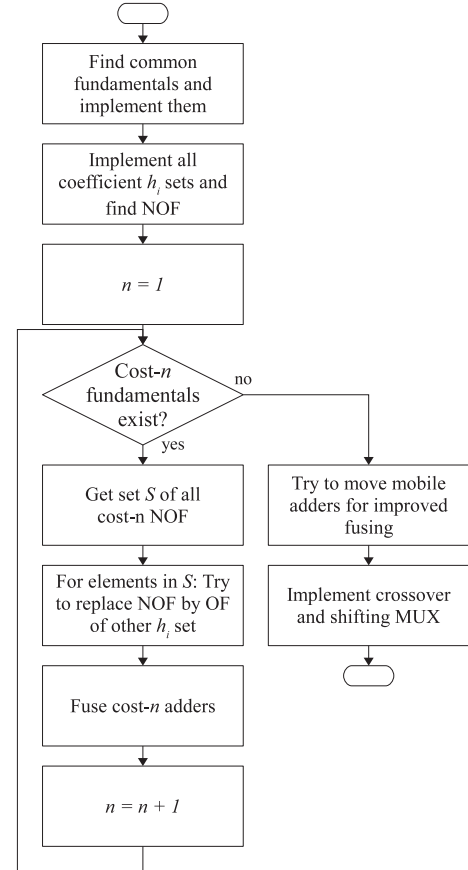 Find common
fundamentals and
implement them
Implement all
coefficient h_i sets and
find NOF
n = 1
Cost-n
fundamentals
exist?
no
yes
Get set S of all
cost-n NOF
For elements in S: Try
to replace NOF by OF
of other h_i set
Fuse cost-n adders
n = n + 1
Try to move mobile
adders for improved
fusing
Implement crossover
and shifting MUX